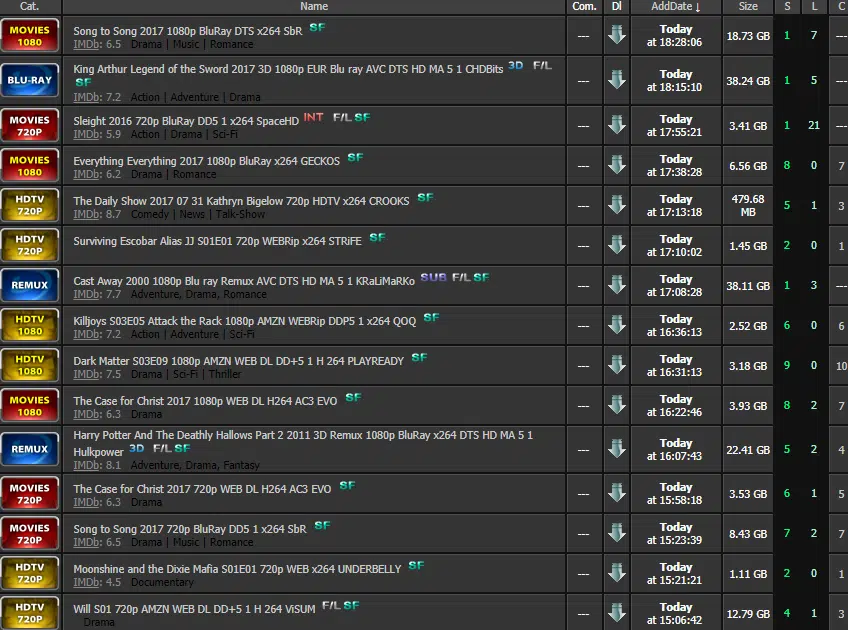 Cat. Name Com. Dl AddDate ↓ Size S L C
MOVIES 1080 Song to Song 2017 1080p BluRay DTS x264 SbR SF --- Today 18.73 GB 1 7 ---
IMDb: 6.5 Drama | Music | Romance at 18:28:06
BLU-RAY King Arthur Legend of the Sword 2017 3D 1080p EUR Blu ray AVC DTS HD MA 5 1 CHDBits 3D F/L --- Today 38.24 GB 1 5 ---
SF at 18:15:10
IMDb: 7.2 Action | Adventure | Drama
MOVIES 720P Sleight 2016 720p BluRay DD5 1 x264 SpaceHD INT F/L SF --- Today 3.41 GB 1 21 ---
IMDb: 5.9 Action | Drama | Sci-Fi at 17:55:21
MOVIES 1080 Everything Everything 2017 1080p BluRay x264 GECKOS SF --- Today 6.56 GB 8 0 7
IMDb: 6.2 Drama | Romance at 17:38:28
HDTV 720P The Daily Show 2017 07 31 Kathryn Bigelow 720p HDTV x264 CROOKS SF --- Today 479.68 MB 5 1 3
IMDb: 8.7 Comedy | News | Talk-Show at 17:13:18
HDTV 720P Surviving Escobar Alias JJ S01E01 720p WEBRip x264 STRiFE SF --- Today 1.45 GB 2 0 1
at 17:10:02
REMUX Cast Away 2000 1080p Blu ray Remux AVC DTS HD MA 5 1 KRaLiMaRKo SUB F/L SF --- Today 38.11 GB 1 3 ---
IMDb: 7.7 Adventure, Drama, Romance at 17:08:28
HDTV 1080 Killjoys S03E05 Attack the Rack 1080p AMZN WEBRip DDP5 1 x264 QOQ SF --- Today 2.52 GB 6 0 6
IMDb: 7.2 Action | Adventure | Sci-Fi at 16:36:13
HDTV 1080 Dark Matter S03E09 1080p AMZN WEB DL DD+5 1 H 264 PLAYREADY SF --- Today 3.18 GB 9 0 10
IMDb: 7.5 Drama | Sci-Fi | Thriller at 16:31:13
MOVIES 1080 The Case for Christ 2017 1080p WEB DL H264 AC3 EVO SF --- Today 3.93 GB 8 2 7
IMDb: 6.3 Drama at 16:22:46
REMUX Harry Potter And The Deathly Hallows Part 2 2011 3D Remux 1080p BluRay x264 DTS HD MA 5 1 --- Today 22.41 GB 5 2 4
Hulkpower 3D F/L SF at 16:07:43
IMDb: 8.1 Adventure, Drama, Fantasy
MOVIES 720P The Case for Christ 2017 720p WEB DL H264 AC3 EVO SF --- Today 3.53 GB 6 1 5
IMDb: 6.3 Drama at 15:58:18
MOVIES 720P Song to Song 2017 720p BluRay DD5 1 x264 SbR SF --- Today 8.43 GB 7 2 7
IMDb: 6.5 Drama | Music | Romance at 15:23:39
HDTV 720P Moonshine and the Dixie Mafia S01E01 720p WEB x264 UNDERBELLY SF --- Today 1.11 GB 2 0 1
IMDb: 4.5 Documentary at 15:21:21
HDTV 720P Will S01 720p AMZN WEB DL DD+5 1 H 264 ViSUM F/L SF --- Today 12.79 GB 4 1 3
Drama at 15:06:42